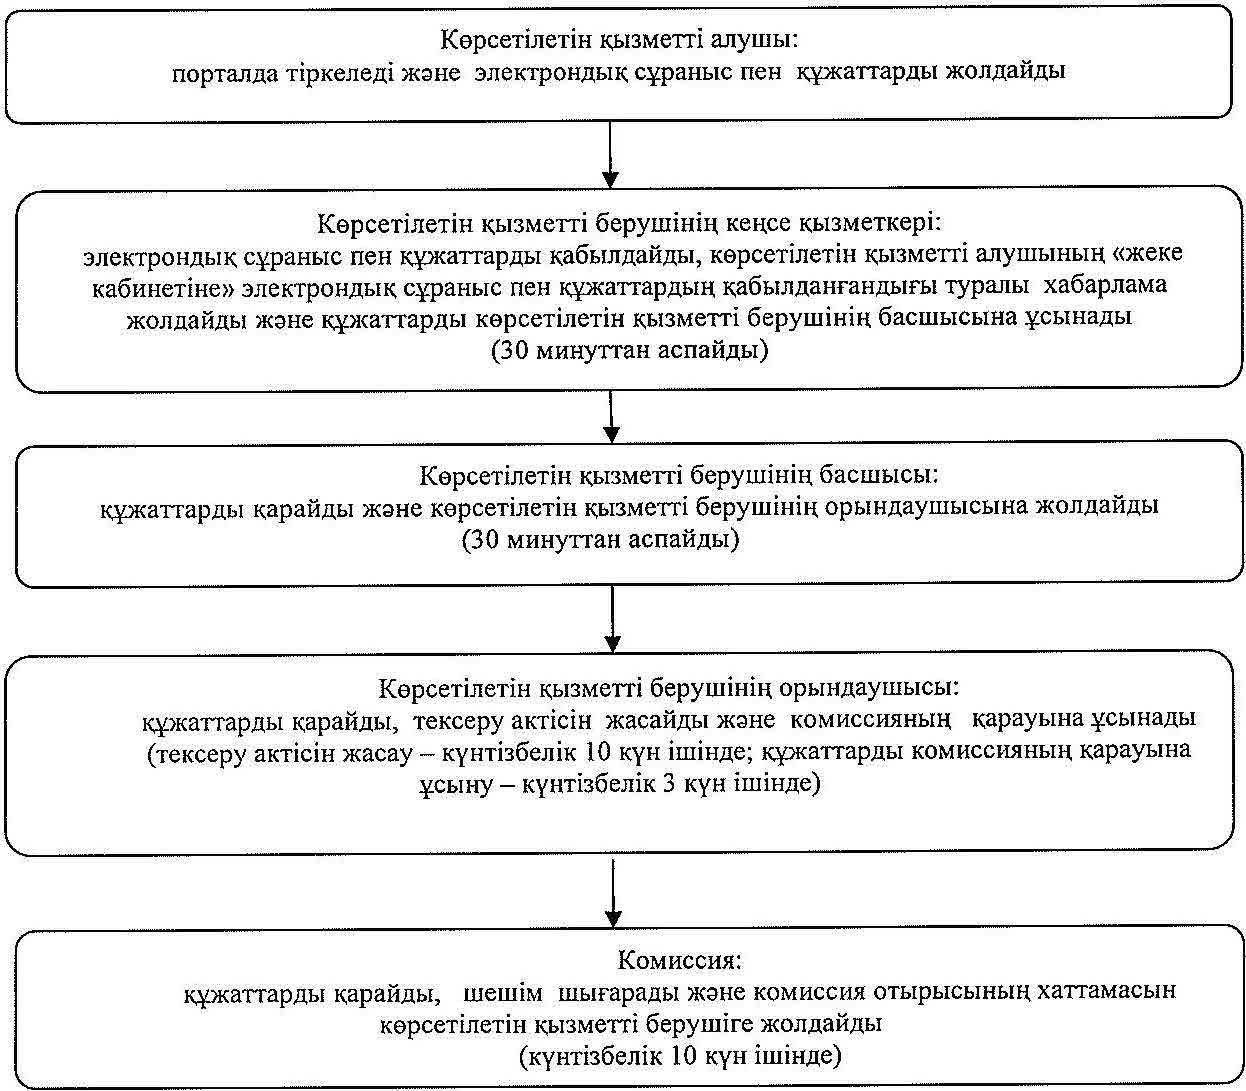 Көрсетілетін қызметті алушы:
порталда тіркеледі және электрондық сұраныс пен құжаттарды жолдайды
Көрсетілетін қызметті берушінің кеңсе қызметкері:
электрондық сұраныс пен құжаттарды қабылдайды, көрсетілетін қызметті алушының «жеке
кабинетіне» электрондық сұраныс пен құжаттардың қабылданғандығы туралы хабарлама
жолдайды және құжаттарды көрсетілетін қызметті берушінің басшысына ұсынады
(30 минуттан аспайды)
Көрсетілетін қызметті берушінің басшысы:
құжаттарды қарайды және көрсетілетін қызметті берушінің орындаушысына жолдайды
(30 минуттан аспайды)
Көрсетілетін қызметті берушінің орындаушысы:
құжаттарды қарайды, тексеру актісін жасайды және комиссияның қарауына ұсынады
(тексеру актісін жасау – күнтізбелік 10 күн ішінде; құжаттарды комиссияның қарауына
ұсыну – күнтізбелік 3 күн ішінде)
Комиссия:
құжаттарды қарайды, шешім шығарады және комиссия отырысының хаттамасын
көрсетілетін қызметті берушіге жолдайды
(күнтізбелік 10 күн ішінде)